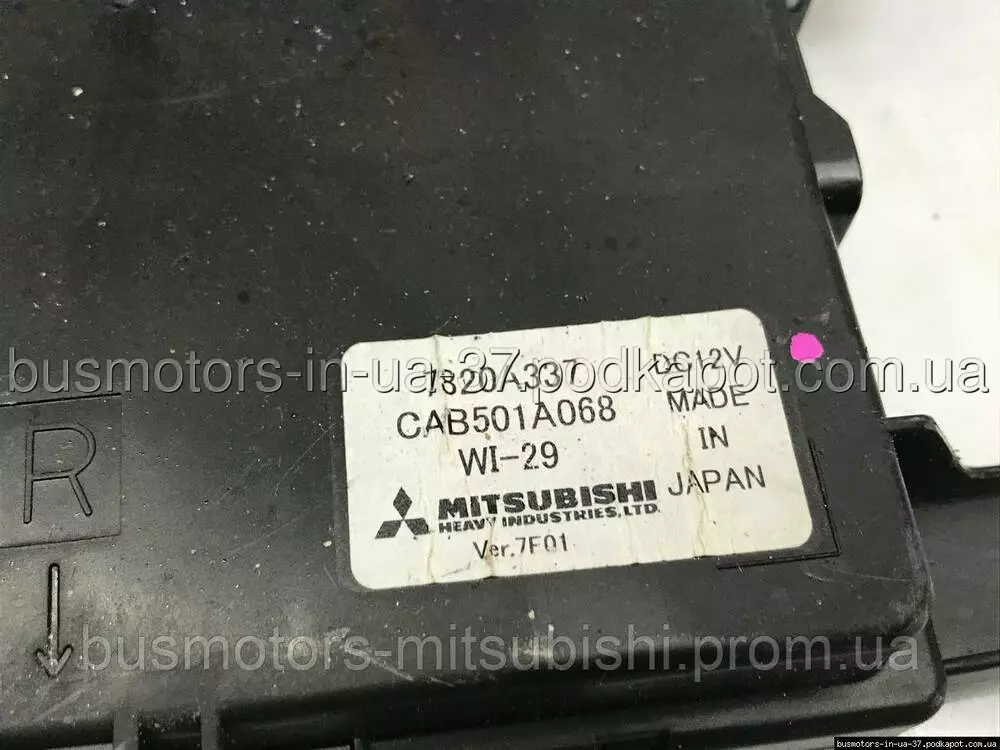 busmotors-in-ua-37.podkapot.com.ua
7820A337
CAB501A068
WI-29
MITSUBISHI
HEAVY INDUSTRIES,LTD.
Ver.7F01
DC12V
MADE
IN
JAPAN
R
busmotors-mitsubishi.prom.ua
busmotors-in-ua-37.podkapot.com.ua